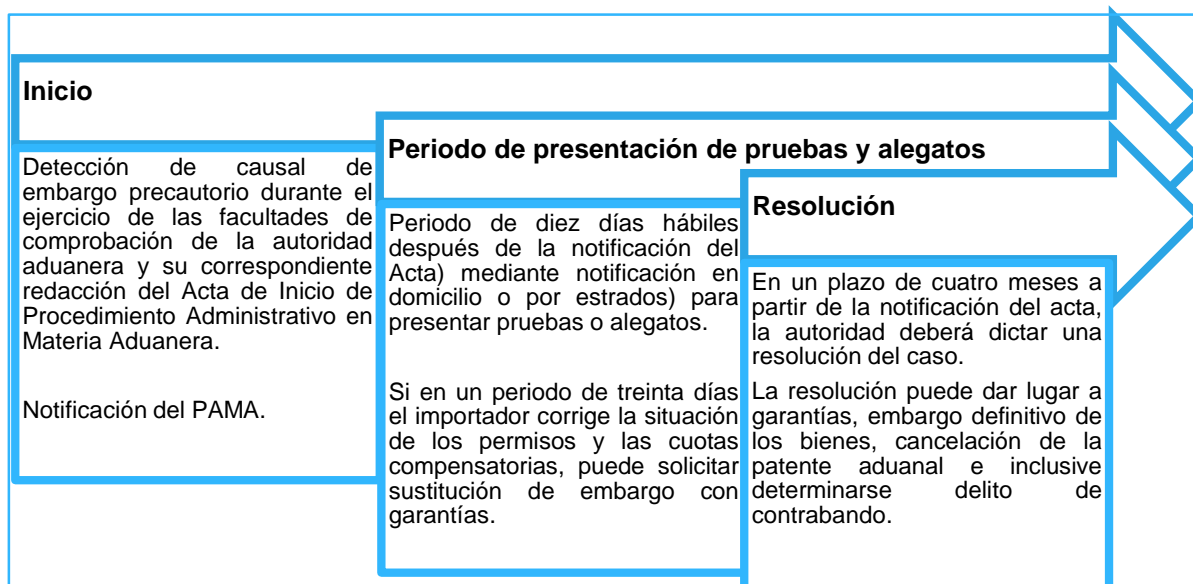 Inicio
Detección de causal de
embargo precautorio durante el
ejercicio de las facultades de
comprobación de la autoridad
aduanera y su correspondiente
redacción del Acta de Inicio de
Procedimiento Administrativo en
Materia Aduanera.
Notificación del PAMA.
Periodo de presentación de pruebas y alegatos
Periodo de diez días hábiles
después de la notificación del
Acta) mediante notificación en
domicilio o por estrados) para
presentar pruebas o alegatos.
Si en un periodo de treinta días
el importador corrige la situación
de los permisos y las cuotas
compensatorias, puede solicitar
sustitución de embargo con
garantías.
Resolución
En un plazo de cuatro meses a
partir de la notificación del acta,
la autoridad deberá dictar una
resolución del caso.
La resolución puede dar lugar a
garantías, embargo definitivo de
los bienes, cancelación de la
patente aduanal e inclusive
determinarse delito de
contrabando.